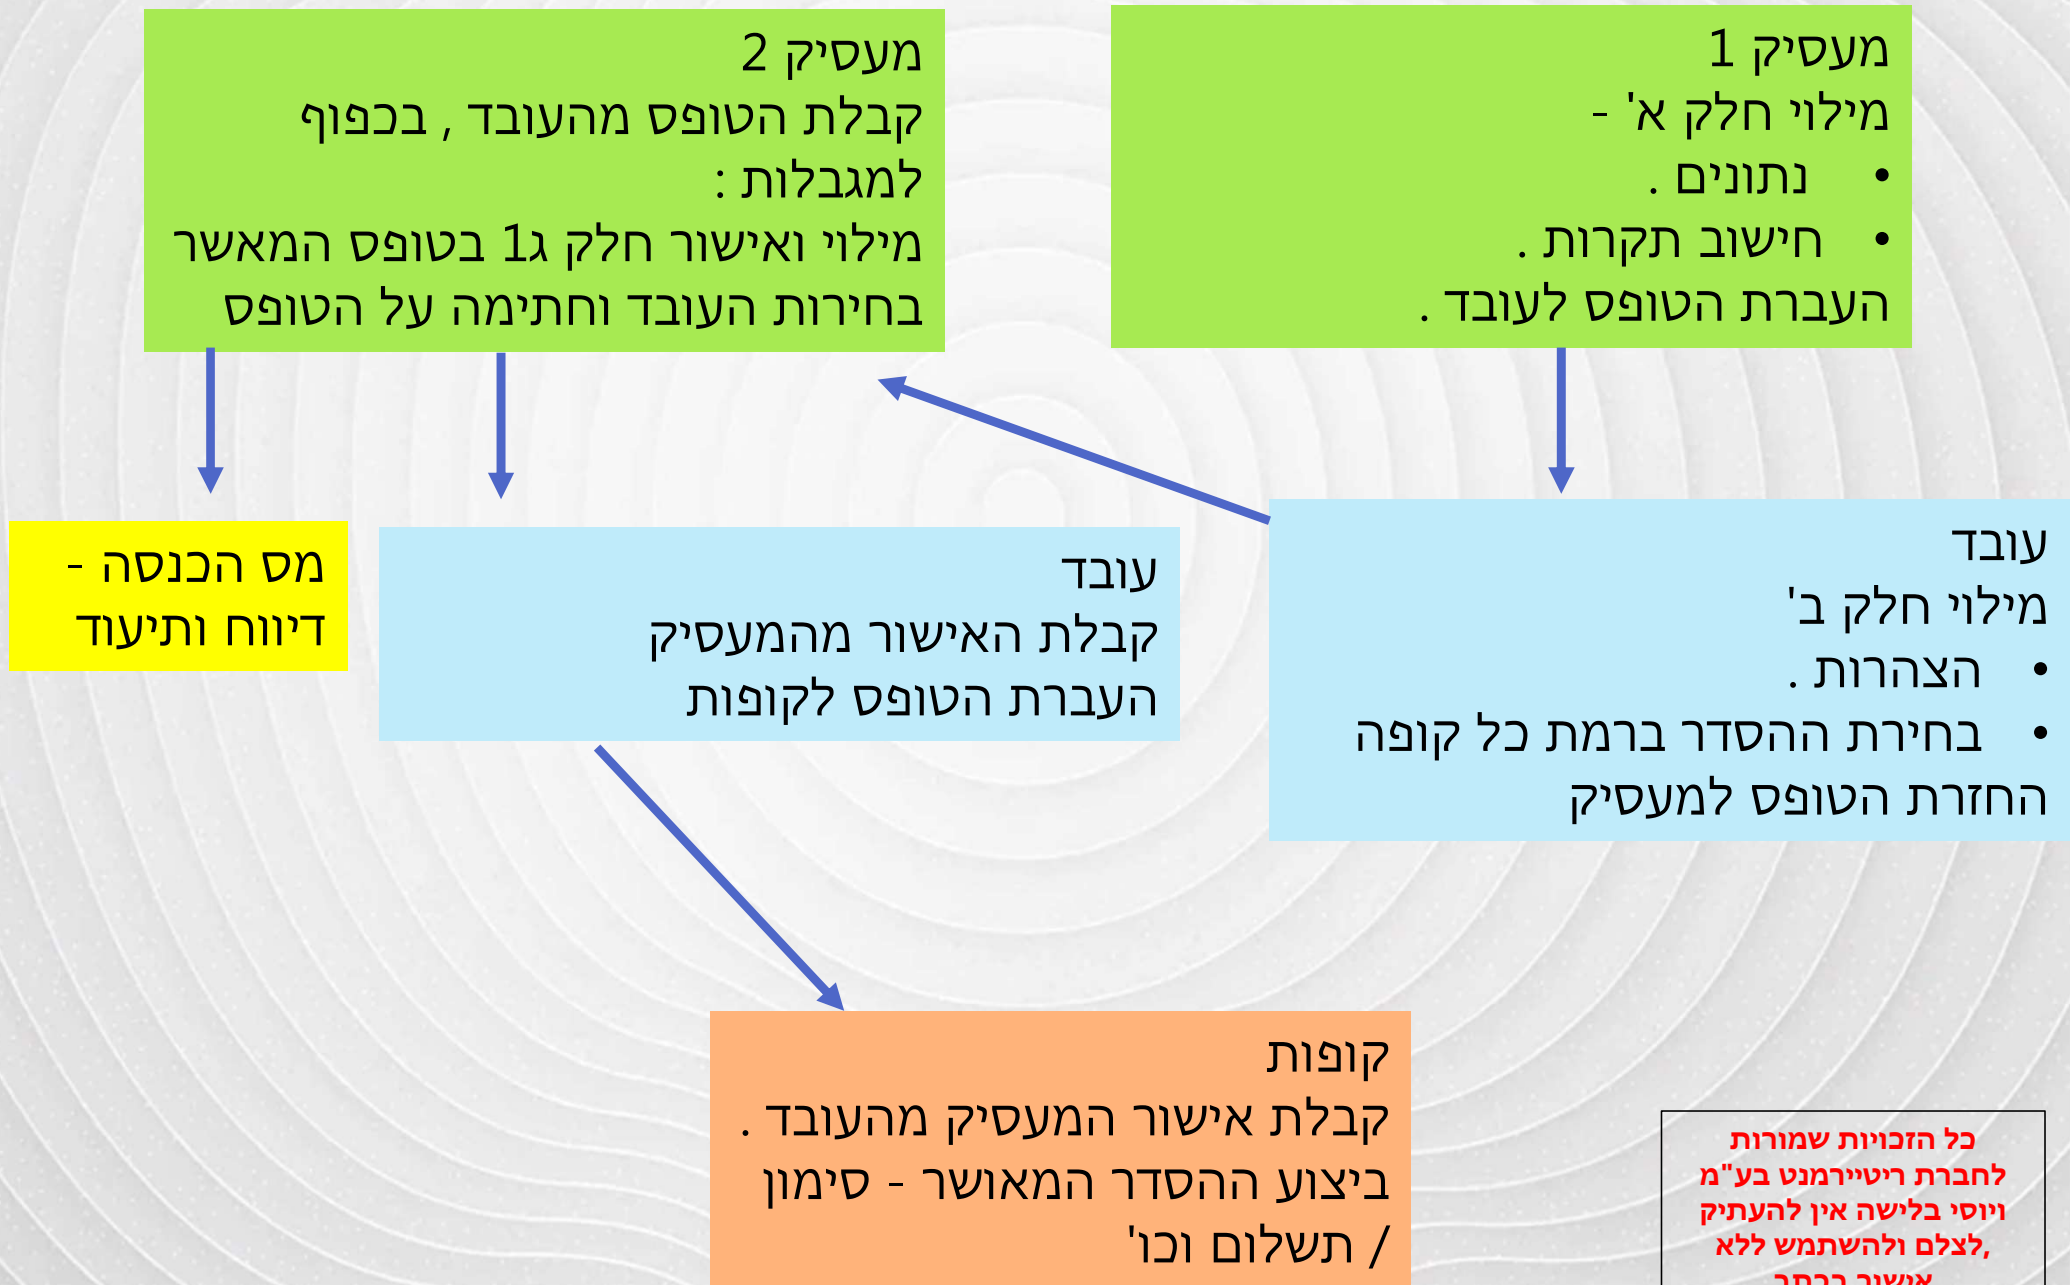 מעסיק 1
מילוי חלק א' -
• נתונים .
• חישוב תקרות .
העברת הטופס לעובד .
מעסיק 2
קבלת הטופס מהעובד , בכפוף
למגבלות :
מילוי ואישור חלק ג1 בטופס המאשר
בחירות העובד וחתימה על הטופס
עובד
מילוי חלק ב'
• הצהרות .
• בחירת ההסדר ברמת כל קופה
החזרת הטופס למעסיק
עובד
קבלת האישור מהמעסיק
העברת הטופס לקופות
מס הכנסה -
דיווח ותיעוד
קופות
קבלת אישור המעסיק מהעובד .
ביצוע ההסדר המאושר - סימון
/ תשלום וכו'
כל הזכויות שמורות
לחברת ריטיירמנט בע"מ
ויוסי בלישה אין להעתיק
,לצלם ולהשתמש ללא
אישור בכתב